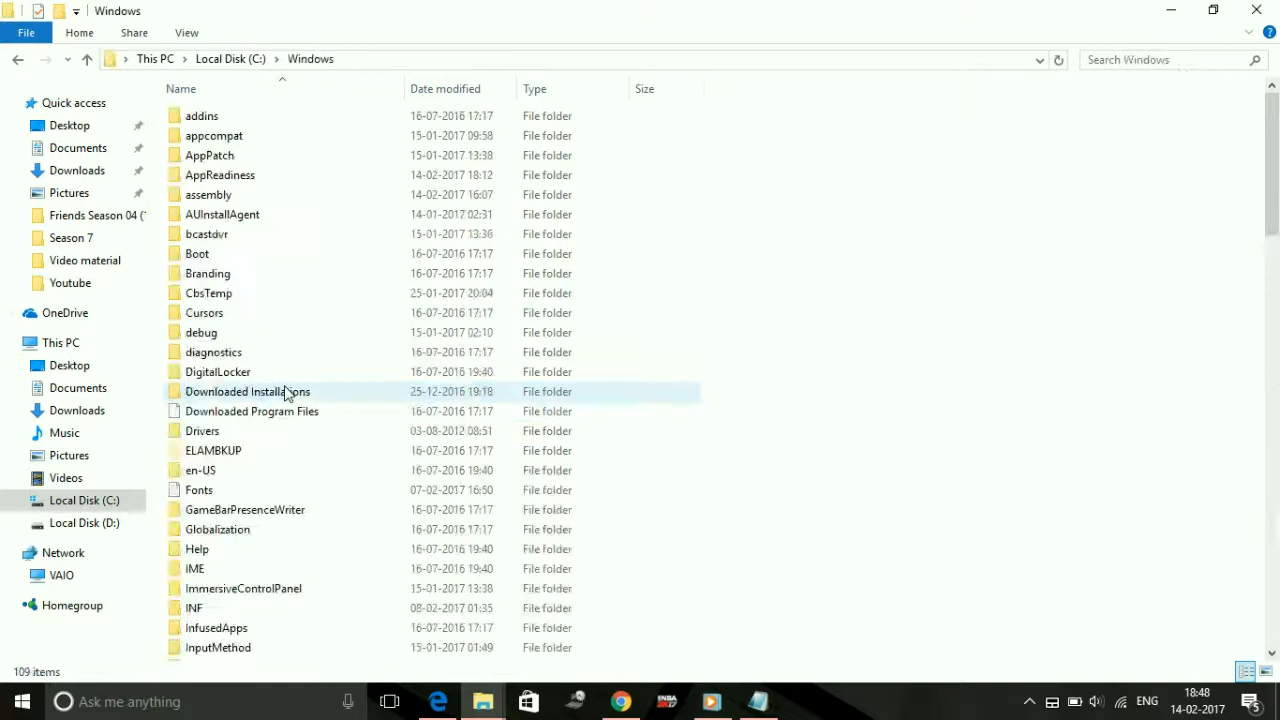 Windows
File Home Share View
This PC Local Disk (C:) Windows
Search Windows
Name Date modified Type Size
Quick access
Desktop
Documents
Downloads
Pictures
Friends Season 04 (
Season 7
Video material
Youtube
OneDrive
This PC
Desktop
Documents
Downloads
Music
Pictures
Videos
Local Disk (C:)
Local Disk (D:)
Network
VAIO
Homegroup
addins 16-07-2016 17:17 File folder
appcompat 15-01-2017 09:58 File folder
AppPatch 15-01-2017 13:38 File folder
AppReadiness 14-02-2017 18:12 File folder
assembly 14-02-2017 16:07 File folder
AUInstallAgent 14-01-2017 02:31 File folder
bcastdvr 15-01-2017 13:36 File folder
Boot 16-07-2016 17:17 File folder
Branding 16-07-2016 17:17 File folder
CbsTemp 25-01-2017 20:04 File folder
Cursors 16-07-2016 17:17 File folder
debug 15-01-2017 02:10 File folder
diagnostics 16-07-2016 17:17 File folder
DigitalLocker 16-07-2016 19:40 File folder
Downloaded Installations 25-12-2016 19:18 File folder
Downloaded Program Files 16-07-2016 17:17 File folder
Drivers 03-08-2012 08:51 File folder
ELAMBKUP 16-07-2016 17:17 File folder
en-US 16-07-2016 19:40 File folder
Fonts 07-02-2017 16:50 File folder
GameBarPresenceWriter 16-07-2016 17:17 File folder
Globalization 16-07-2016 17:17 File folder
Help 16-07-2016 19:40 File folder
IME 16-07-2016 19:40 File folder
ImmersiveControlPanel 15-01-2017 13:38 File folder
INF 08-02-2017 01:35 File folder
InfusedApps 16-07-2016 17:17 File folder
InputMethod 15-01-2017 01:49 File folder
109 items
Ask me anything
NBA
ENG
18:48
14-02-2017
5